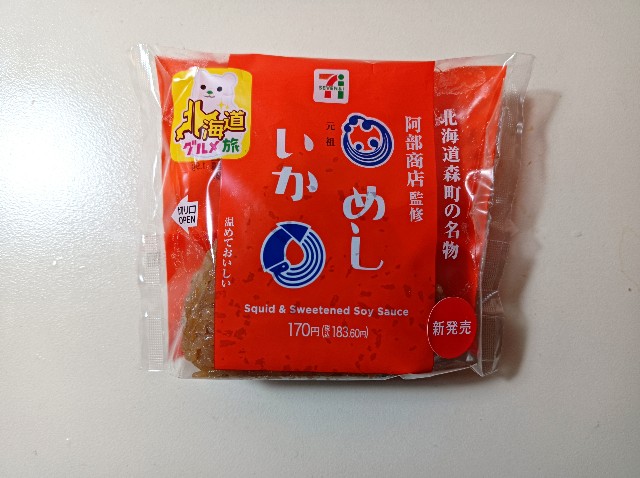 北海道
グルメ旅
7
SEVEN & i
北海道森町の名物
阿部商店監修
元祖
いか
めし
切り口
OPEN
温めておいしい
Squid & Sweetened Soy Sauce
170円(税込183.60円)
新発売